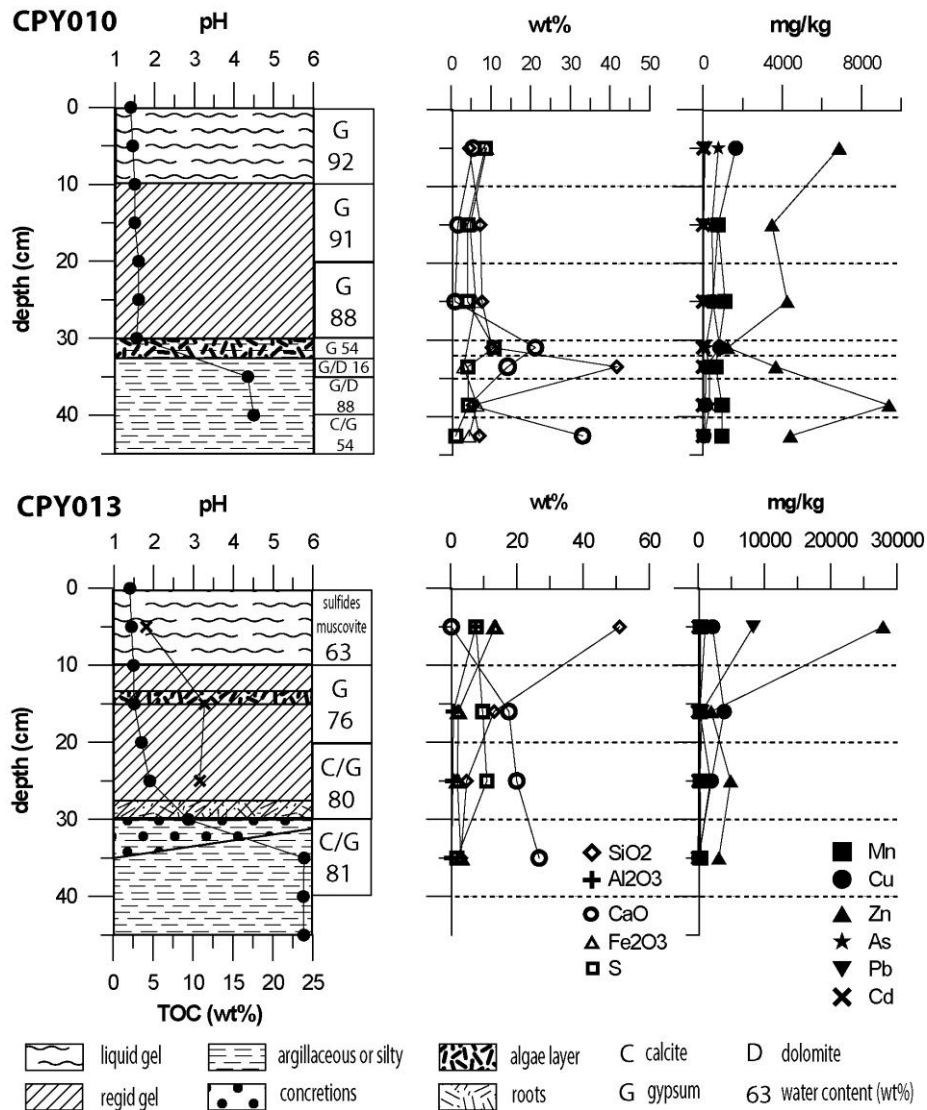 CPY010
pH
wt%
mg/kg
1 2 3 4 5 6
0 10 20 30 40 50
0 4000 8000
0
10
20
30
40
depth (cm)
G
92
G
91
G
88
G 54
G/D 16
G/D
88
C/G
54
CPY013
pH
wt%
mg/kg
1 2 3 4 5 6
0 20 40 60
0 10000 20000 30000
0
10
20
30
40
depth (cm)
sulfides
muscovite
63
G
76
C/G
80
C/G
81
0 5 10 15 20 25
TOC (wt%)
SiO2
Al2O3
CaO
Fe2O3
S
Mn
Cu
Zn
As
Pb
Cd
liquid gel
argillaceous or silty
algae layer
C calcite
D dolomite
regid gel
concretions
roots
G gypsum
63 water content (wt%)